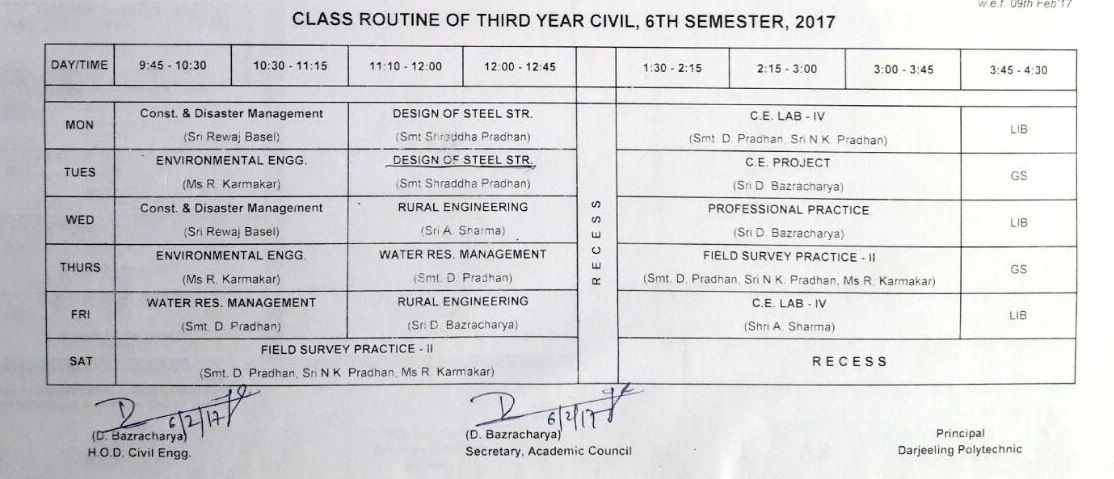 w.e.f. 09th Feb'17
CLASS ROUTINE OF THIRD YEAR CIVIL, 6TH SEMESTER, 2017
DAY/TIME 9:45 - 10:30 10:30 - 11:15 11:10 - 12:00 12:00 - 12:45 1:30 - 2:15 2:15 - 3:00 3:00 - 3:45 3:45 - 4:30
RECESS
MON
Const. & Disaster Management
(Sri Rewaj Basel)
DESIGN OF STEEL STR.
(Smt Shraddha Pradhan)
C.E. LAB - IV
(Smt. D. Pradhan, Sri N.K. Pradhan)
LIB
TUES
ENVIRONMENTAL ENGG.
(Ms R. Karmakar)
DESIGN OF STEEL STR.
(Smt Shraddha Pradhan)
C.E. PROJECT
(Sri D. Bazracharya)
GS
WED
Const. & Disaster Management
(Sri Rewaj Basel)
RURAL ENGINEERING
(Sri A. Sharma)
PROFESSIONAL PRACTICE
(Sri D. Bazracharya)
LIB
THURS
ENVIRONMENTAL ENGG.
(Ms R. Karmakar)
WATER RES. MANAGEMENT
(Smt. D. Pradhan)
FIELD SURVEY PRACTICE - II
(Smt. D. Pradhan, Sri N K. Pradhan, Ms R. Karmakar)
GS
FRI
WATER RES. MANAGEMENT
(Smt. D. Pradhan)
RURAL ENGINEERING
(Sri D. Bazracharya)
C.E. LAB - IV
(Shri A. Sharma)
LIB
SAT
FIELD SURVEY PRACTICE - II
(Smt. D. Pradhan, Sri N K. Pradhan, Ms R. Karmakar)
RECESS
6/2/17
(D. Bazracharya)
H.O.D. Civil Engg.
6/2/17
(D. Bazracharya)
Secretary, Academic Council
Principal
Darjeeling Polytechnic